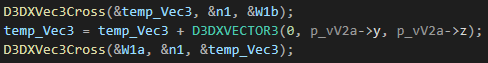 D3DXVec3Cross(&temp_Vec3, &n1, &W1b);
temp_Vec3 = temp_Vec3 + D3DXVECTOR3(0, p_vV2a->y, p_vV2a->z);
D3DXVec3Cross(&W1a, &n1, &temp_Vec3);